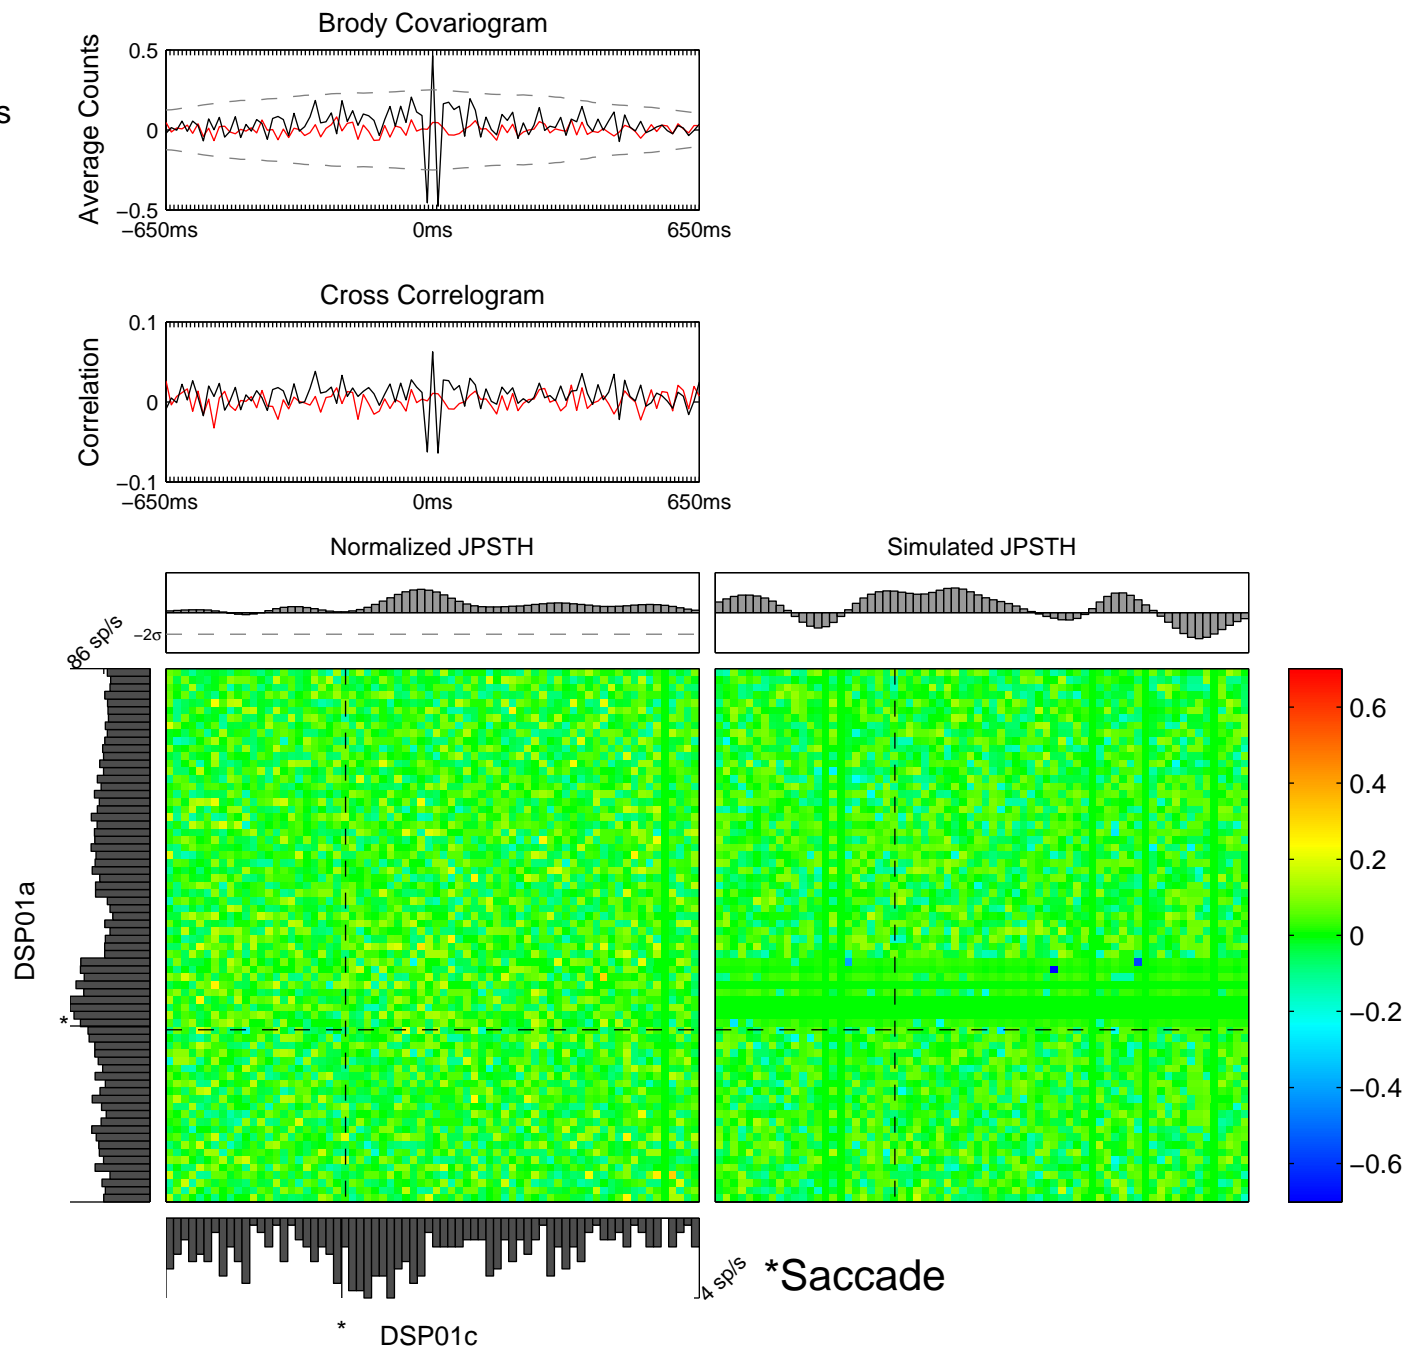 Brody Covariogram
s
Average Counts
0.5
0
−0.5
−650ms
0ms
650ms
Cross Correlogram
Correlation
0.1
0
−0.1
−650ms
0ms
650ms
Normalized JPSTH
Simulated JPSTH
−2σ
86 sp/s
DSP01a
*
0.6
0.4
0.2
0
−0.2
−0.4
−0.6
4 sp/s
*Saccade
*
DSP01c